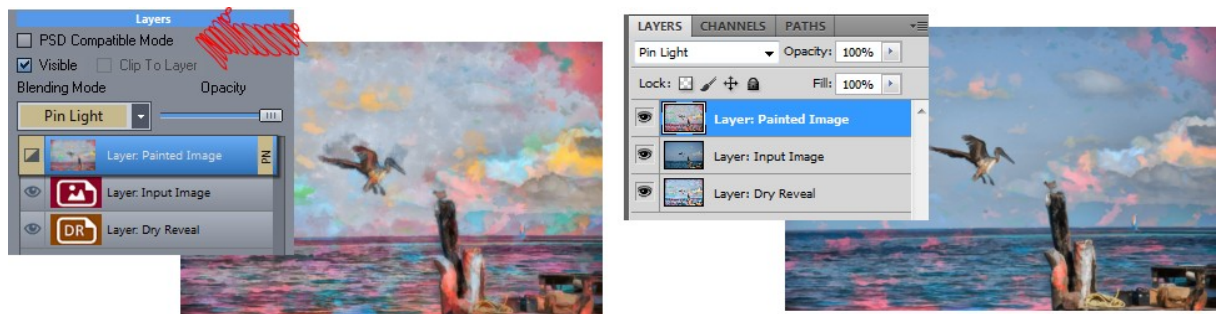 Layers
PSD Compatible Mode
Visible Clip To Layer
Blending Mode Opacity
Pin Light
Layer: Painted Image PN
Layer: Input Image
DR Layer: Dry Reveal
LAYERS CHANNELS PATHS
Pin Light Opacity: 100%
Lock: Fill: 100%
Layer: Painted Image
Layer: Input Image
Layer: Dry Reveal